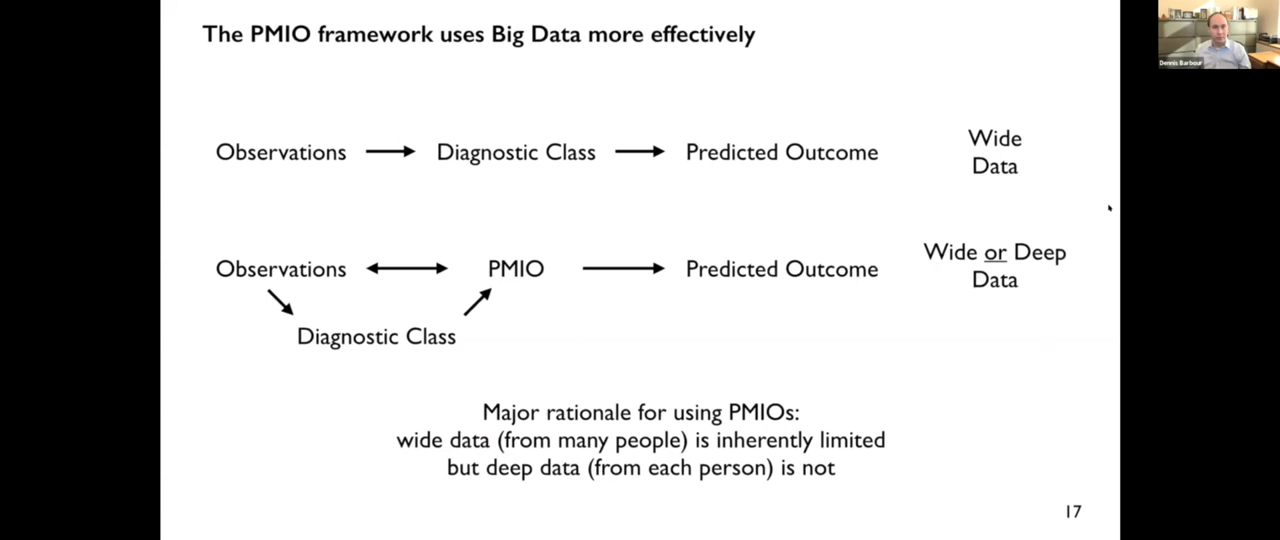 The PMIO framework uses Big Data more effectively
Dennis Barbour
Observations Diagnostic Class Predicted Outcome
Wide
Data
Observations PMIO Predicted Outcome
Wide or Deep
Data
Diagnostic Class
Major rationale for using PMIOs:
wide data (from many people) is inherently limited
but deep data (from each person) is not
17